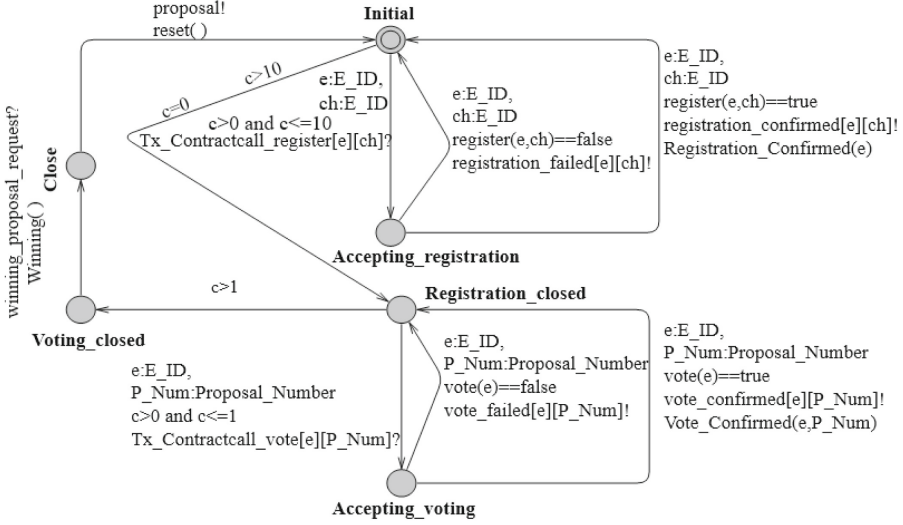 proposal!
reset( )
Initial
c>10
c=0
e:E_ID,
ch:E_ID
c>0 and c<=10
Tx_Contractcall_register[e][ch]?
e:E_ID,
ch:E_ID
register(e,ch)==false
registration_failed[e][ch]!
e:E_ID,
ch:E_ID
register(e,ch)==true
registration_confirmed[e][ch]!
Registration_Confirmed(e)
Close
winning_proposal_request?
Winning( )
Accepting_registration
c>1
Registration_closed
Voting_closed
e:E_ID,
P_Num:Proposal_Number
c>0 and c<=1
Tx_Contractcall_vote[e][P_Num]?
e:E_ID,
P_Num:Proposal_Number
vote(e)==false
vote_failed[e][P_Num]!
e:E_ID,
P_Num:Proposal_Number
vote(e)==true
vote_confirmed[e][P_Num]!
Vote_Confirmed(e,P_Num)
Accepting_voting